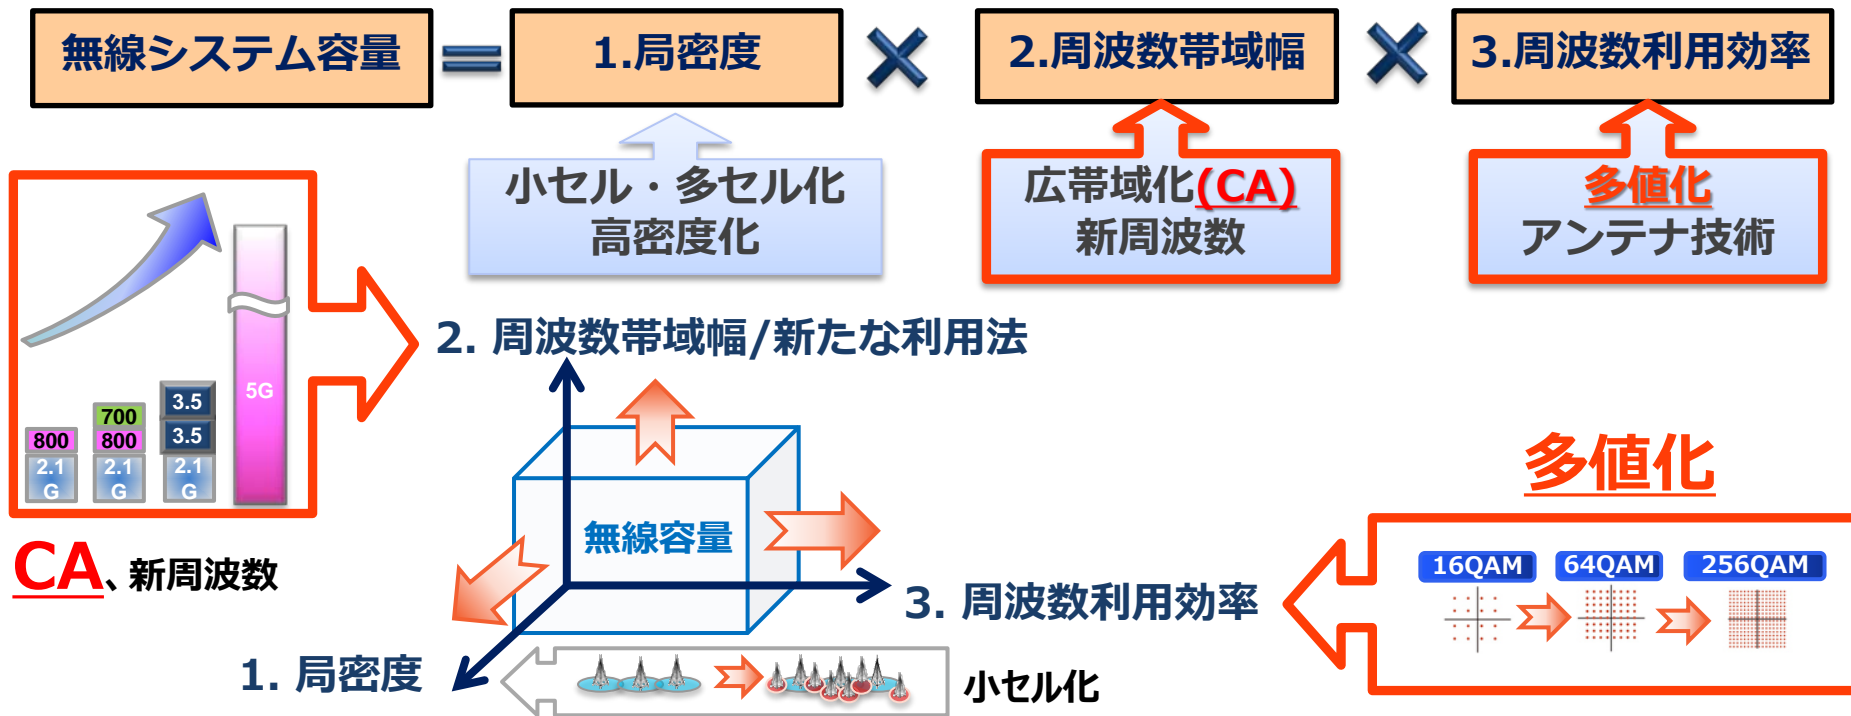 無線システム容量
1.局密度
2.周波数帯域幅
3.周波数利用効率
小セル・多セル化
高密度化
広帯域化(CA)
新周波数
多値化
アンテナ技術
5G
800
2.1
G
700
800
2.1
G
3.5
3.5
2.1
G
CA、新周波数
2. 周波数帯域幅/新たな利用法
無線容量
3. 周波数利用効率
1. 局密度
小セル化
多値化
16QAM
64QAM
256QAM